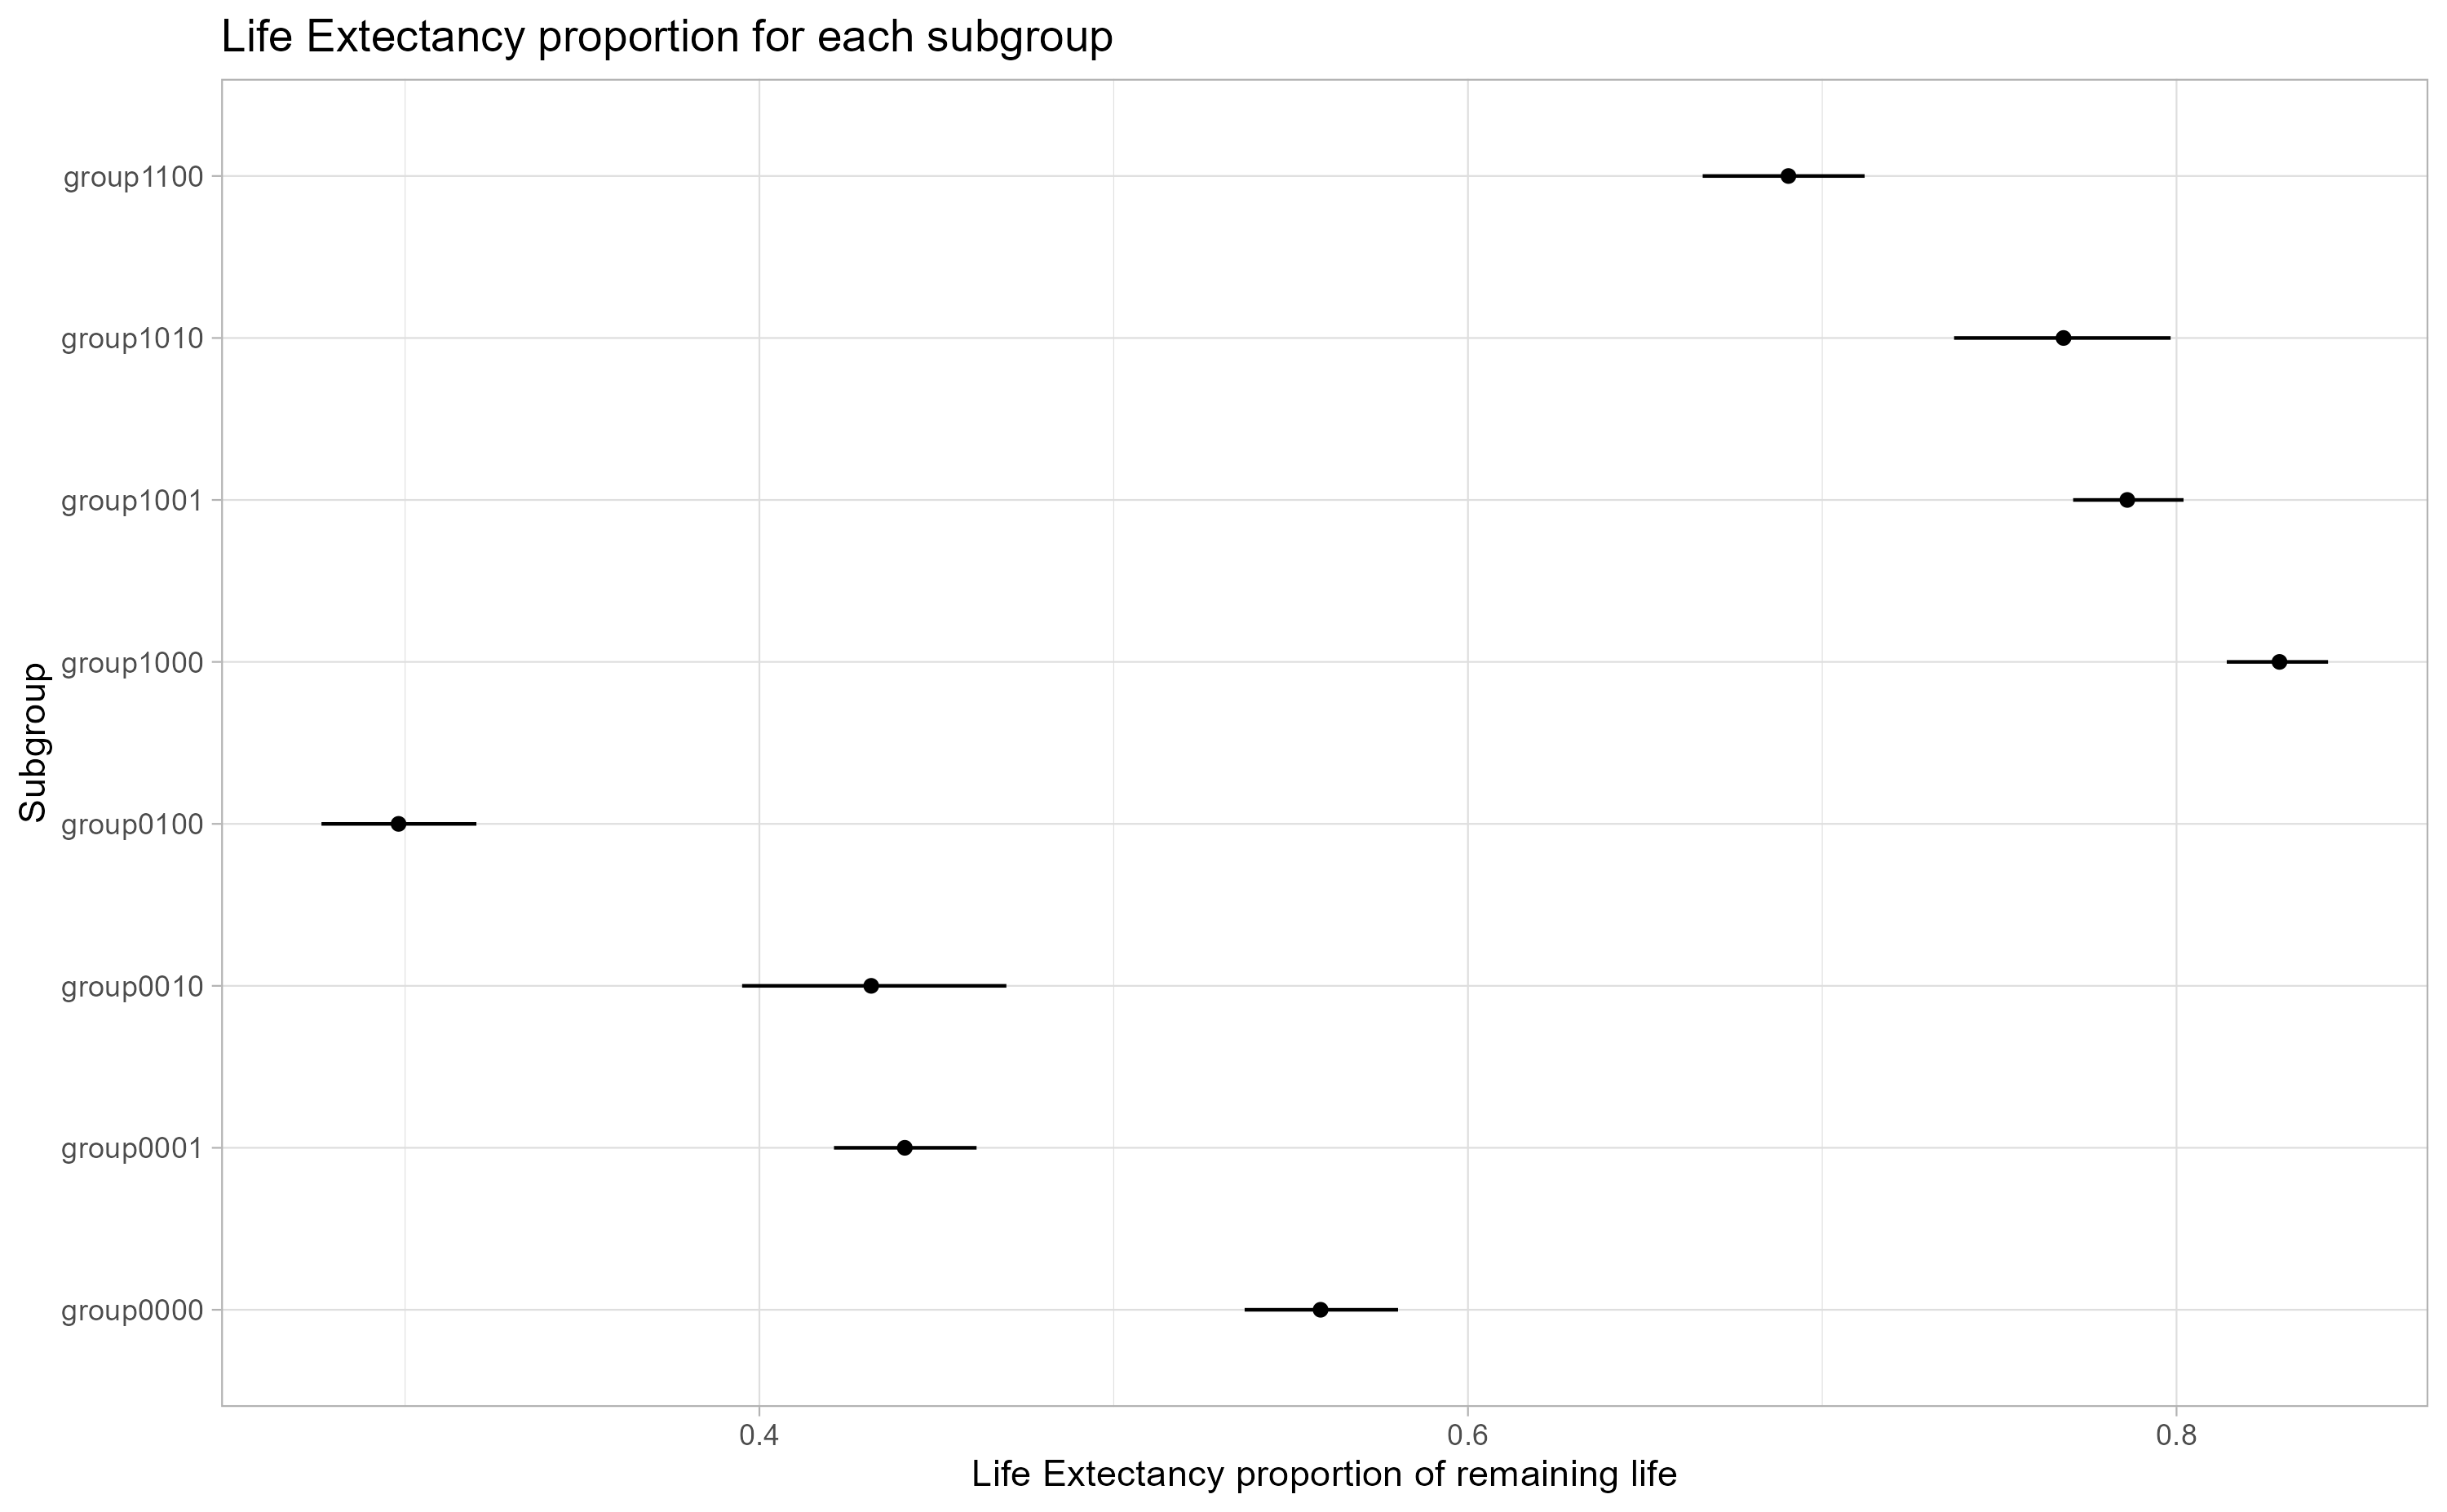 Life Extectancy proportion for each subgroup
group1100
group1010
group1001
group1000
group0100
group0010
group0001
group0000
Subgroup
0.4
0.6
0.8
Life Extectancy proportion of remaining life